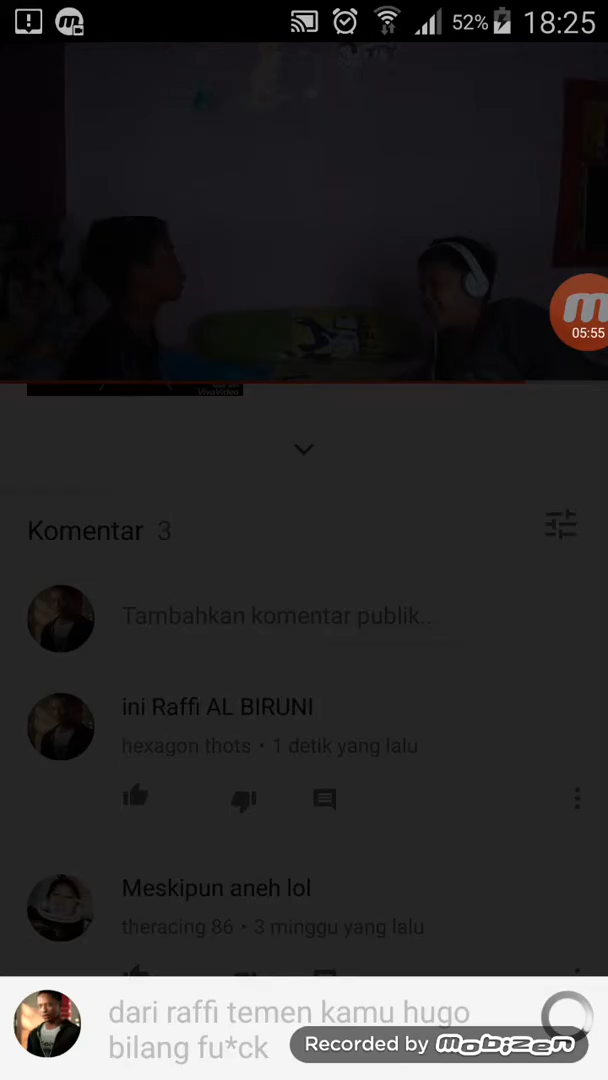 52% 18:25
05:55
VivaVideo
Komentar 3
Tambahkan komentar publik...
ini Raffi AL BIRUNI
hexagon thots • 1 detik yang lalu
Meskipun aneh lol
theracing 86 • 3 minggu yang lalu
dari raffi temen kamu hugo
bilang fu*ck
Recorded by mobizen